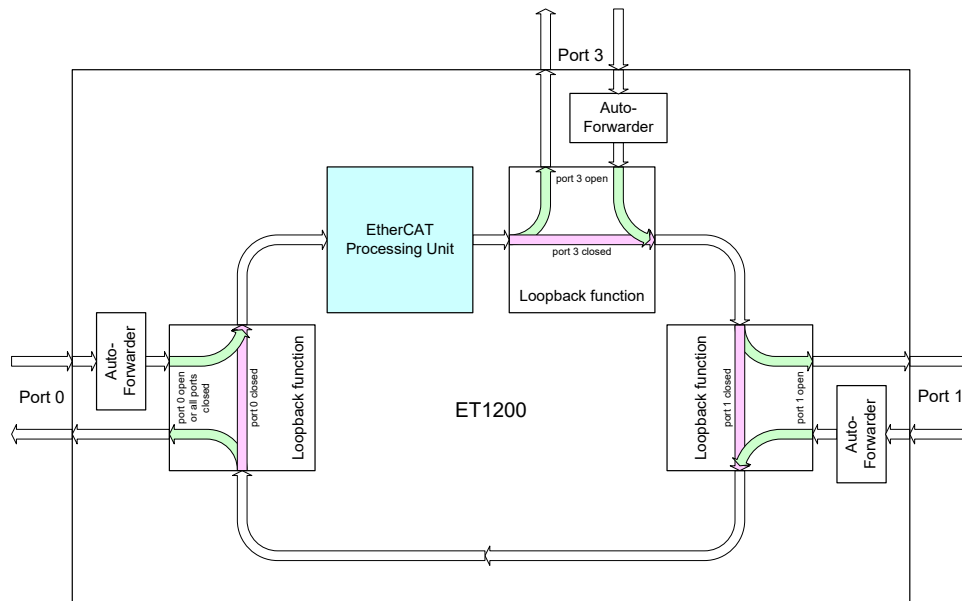 Port 3
Auto-
Forwarder
port 3 open
EtherCAT
Processing Unit
port 3 closed
Loopback function
Auto-
Forwarder
Port 0
port 0 open
or all ports
closed
port 0 closed
Loopback function
ET1200
Loopback function
port 1 closed
port 1 open
Port 1
Auto-
Forwarder